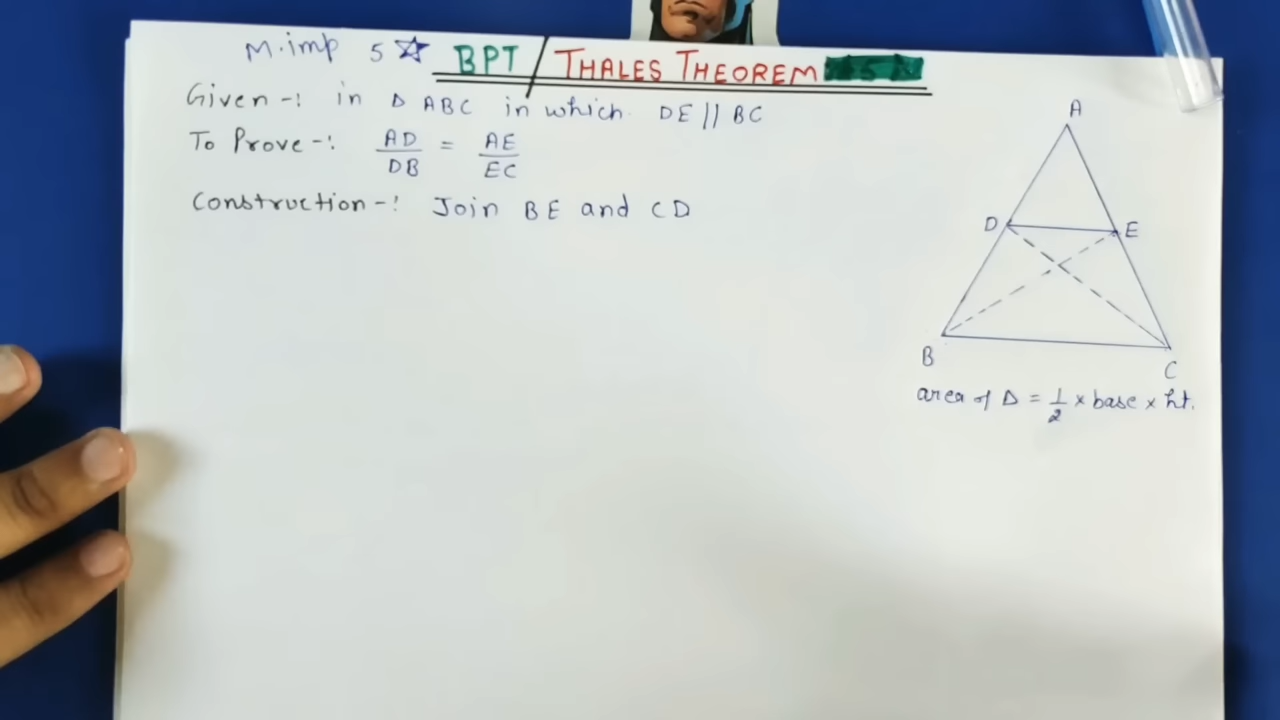 M. imp 5 ☆ BPT / THALES THEOREM
Given -: in Δ ABC in which DE || BC
To Prove -: AD/DB = AE/EC
Construction -: Join BE and CD
A
D E
B C
area of Δ = 1/2 × base × ht.